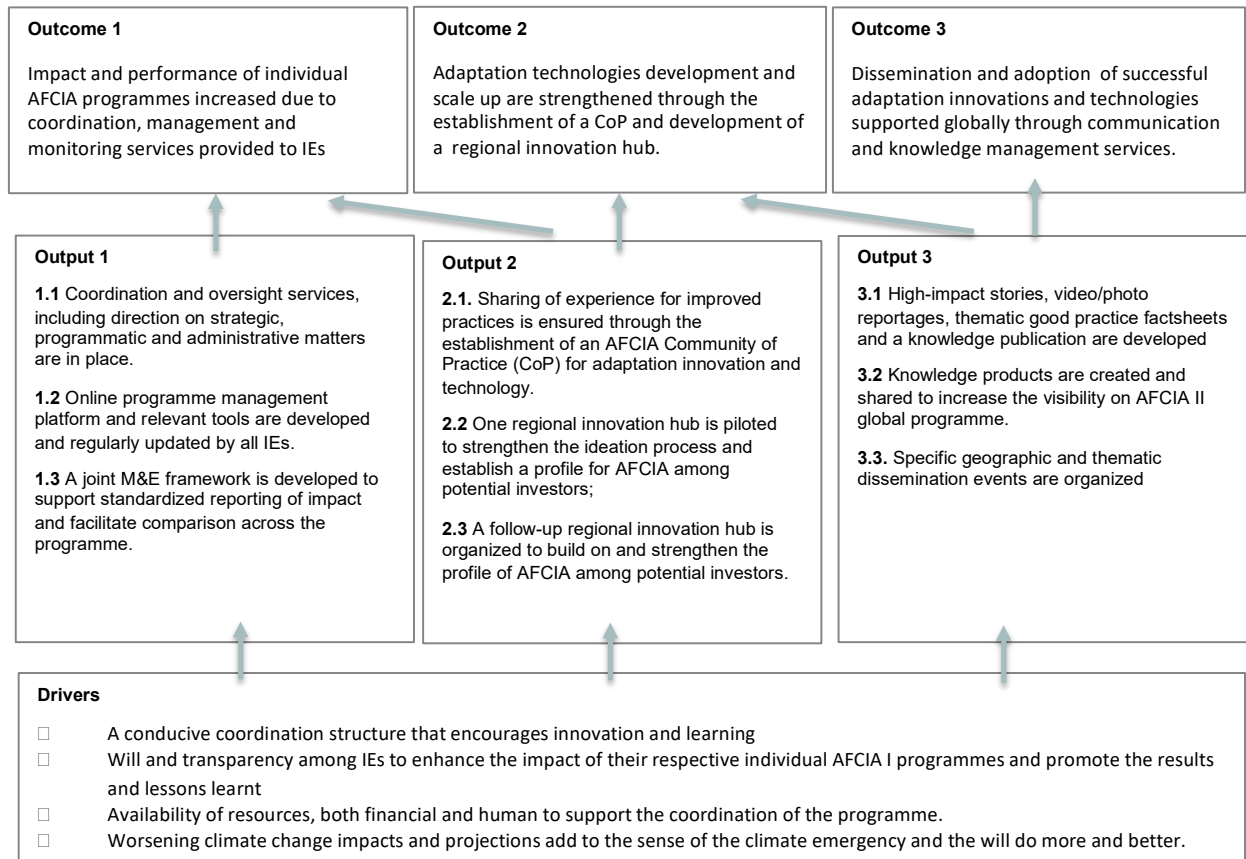 Outcome 1
Impact and performance of individual
AFCIA programmes increased due to
coordination, management and
monitoring services provided to IEs
Outcome 2
Adaptation technologies development and
scale up are strengthened through the
establishment of a CoP and development of
a regional innovation hub.
Outcome 3
Dissemination and adoption of successful
adaptation innovations and technologies
supported globally through communication
and knowledge management services.
Output 1
1.1 Coordination and oversight services,
including direction on strategic,
programmatic and administrative matters
are in place.
1.2 Online programme management
platform and relevant tools are developed
and regularly updated by all IEs.
1.3 A joint M&E framework is developed to
support standardized reporting of impact
and facilitate comparison across the
programme.
Output 2
2.1. Sharing of experience for improved
practices is ensured through the
establishment of an AFCIA Community of
Practice (CoP) for adaptation innovation and
technology.
2.2 One regional innovation hub is piloted
to strengthen the ideation process and
establish a profile for AFCIA among
potential investors;
2.3 A follow-up regional innovation hub is
organized to build on and strengthen the
profile of AFCIA among potential investors.
Output 3
3.1 High-impact stories, video/photo
reportages, thematic good practice factsheets
and a knowledge publication are developed
3.2 Knowledge products are created and
shared to increase the visibility on AFCIA II
global programme.
3.3. Specific geographic and thematic
dissemination events are organized
Drivers
A conducive coordination structure that encourages innovation and learning
Will and transparency among IEs to enhance the impact of their respective individual AFCIA I programmes and promote the results
and lessons learnt
Availability of resources, both financial and human to support the coordination of the programme.
Worsening climate change impacts and projections add to the sense of the climate emergency and the will do more and better.